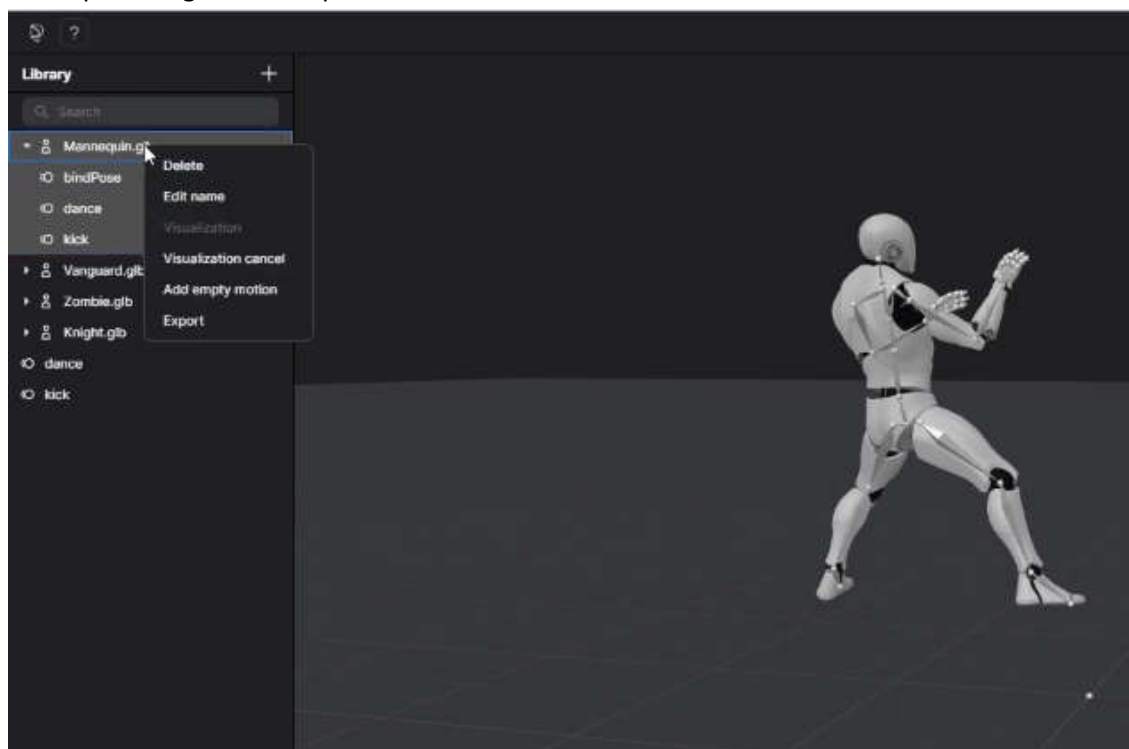 ?
Library +
Search
Mannequin.gl
bindPose
dance
kick
Vanguard.glb
Zombie.glb
Knight.glb
dance
kick
Delete
Edit name
Visualization
Visualization cancel
Add empty motion
Export